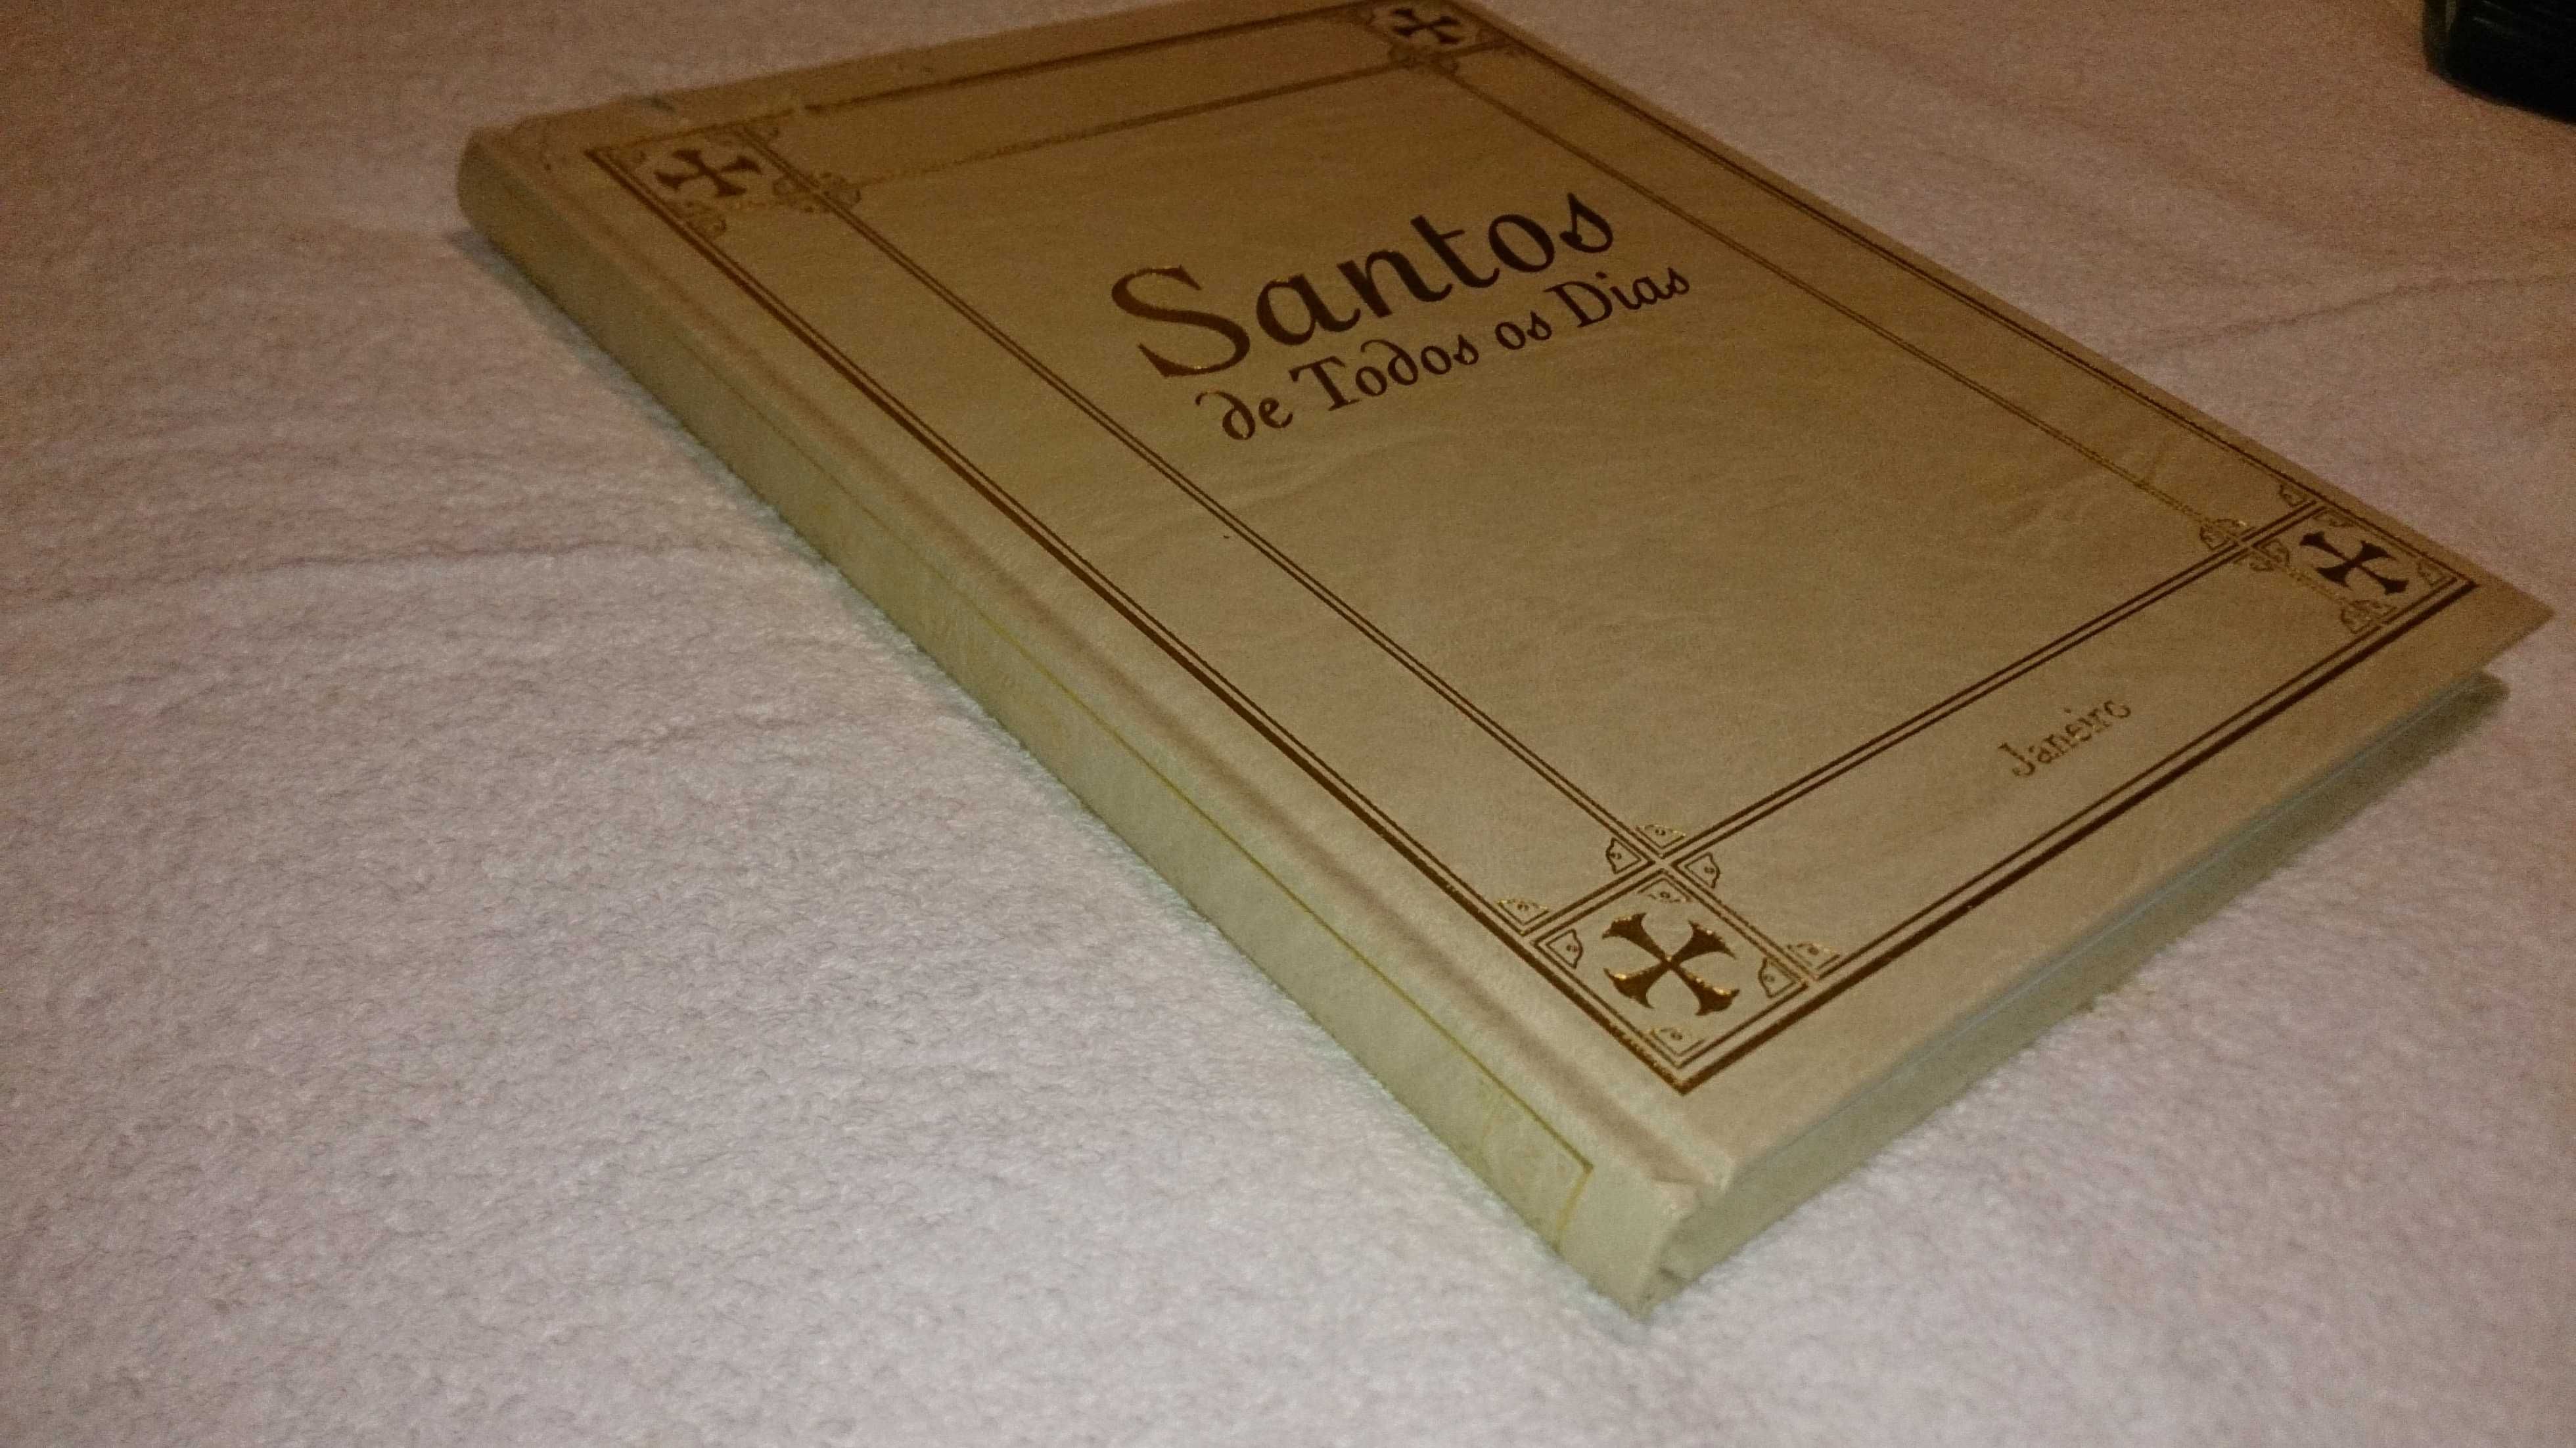 Santos
de Todos os Dias
Janeiro